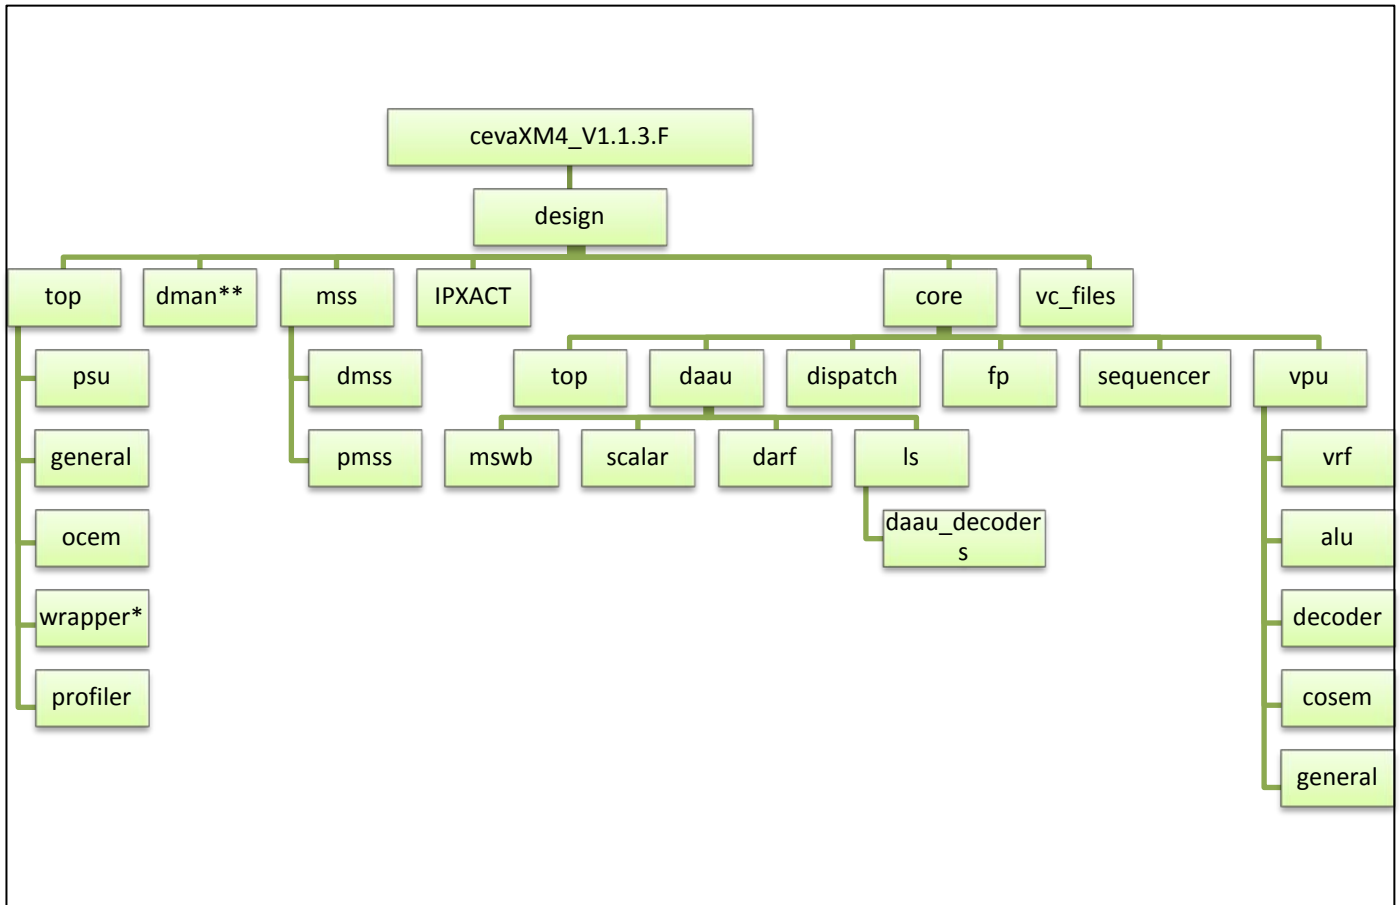 cevaXM4_V1.1.3.F
design
top
dman**
mss
IPXACT
core
vc_files
psu
general
ocem
wrapper*
profiler
dmss
pmss
top
daau
dispatch
fp
sequencer
vpu
mswb
scalar
darf
ls
daau_decoder
s
vrf
alu
decoder
cosem
general